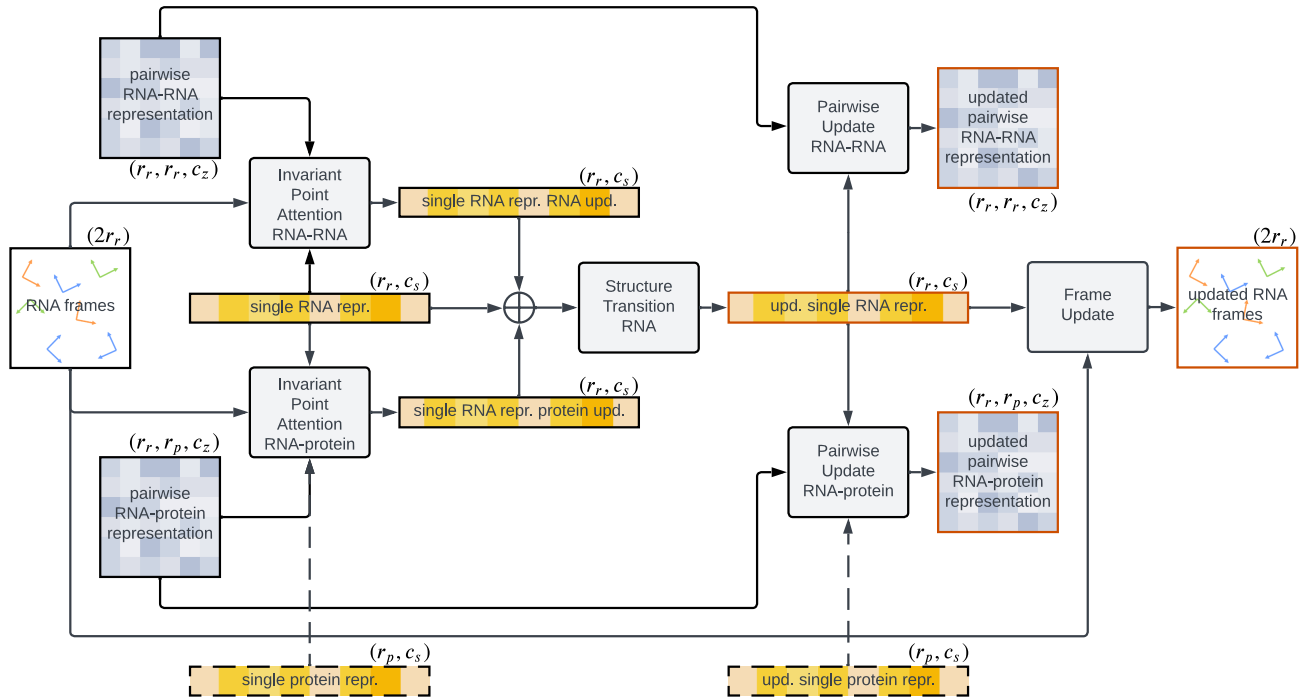 pairwise
RNA-RNA
representation
(r_r, r_r, c_z)
Pairwise
Update
RNA-RNA
updated
pairwise
RNA-RNA
representation
(r_r, r_r, c_z)
Invariant
Point
Attention
RNA-RNA
(r_r, c_s)
single RNA repr. RNA upd.
(2r_r)
RNA frames
(r_r, c_s)
single RNA repr.
Structure
Transition
RNA
(r_r, c_s)
upd. single RNA repr.
Frame
Update
(2r_r)
updated RNA
frames
Invariant
Point
Attention
RNA-protein
(r_r, c_s)
single RNA repr. protein upd.
(r_r, r_p, c_z)
pairwise
RNA-protein
representation
Pairwise
Update
RNA-protein
(r_r, r_p, c_z)
updated
pairwise
RNA-protein
representation
(r_p, c_s)
single protein repr.
(r_p, c_s)
upd. single protein repr.